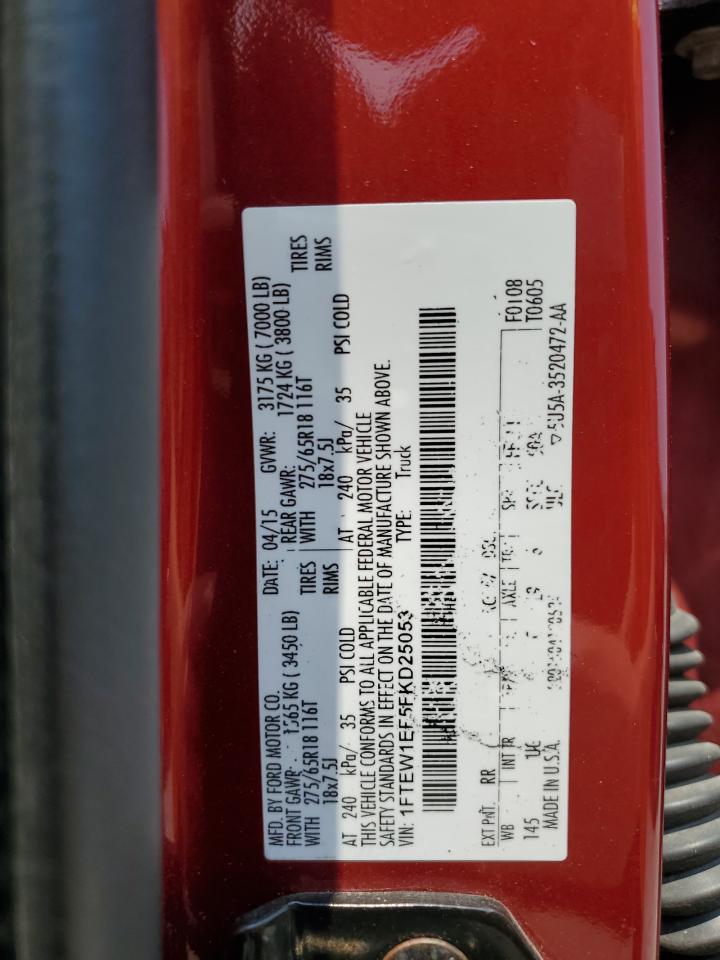 MFD. BY FORD MOTOR CO. DATE: 04/15 GVWR: 3175 KG ( 7000 LB)
FRONT GAWR: 1565 KG ( 3450 LB) REAR GAWR: 1724 KG ( 3800 LB)
WITH 275/65R18 116T TIRES WITH 275/65R18 116T TIRES
18x7.5J RIMS 18x7.5J RIMS
AT 240 kPa/ 35 PSI COLD AT 240 kPa/ 35 PSI COLD
THIS VEHICLE CONFORMS TO ALL APPLICABLE FEDERAL MOTOR VEHICLE
SAFETY STANDARDS IN EFFECT ON THE DATE OF MANUFACTURE SHOWN ABOVE.
VIN: 1FTEW1EF5FKD25053 TYPE: Truck
EXT PNT: RR F0108
WB INT TR AXLE T0605
145
MADE IN U.S.A. 5U5A-3520472-AA